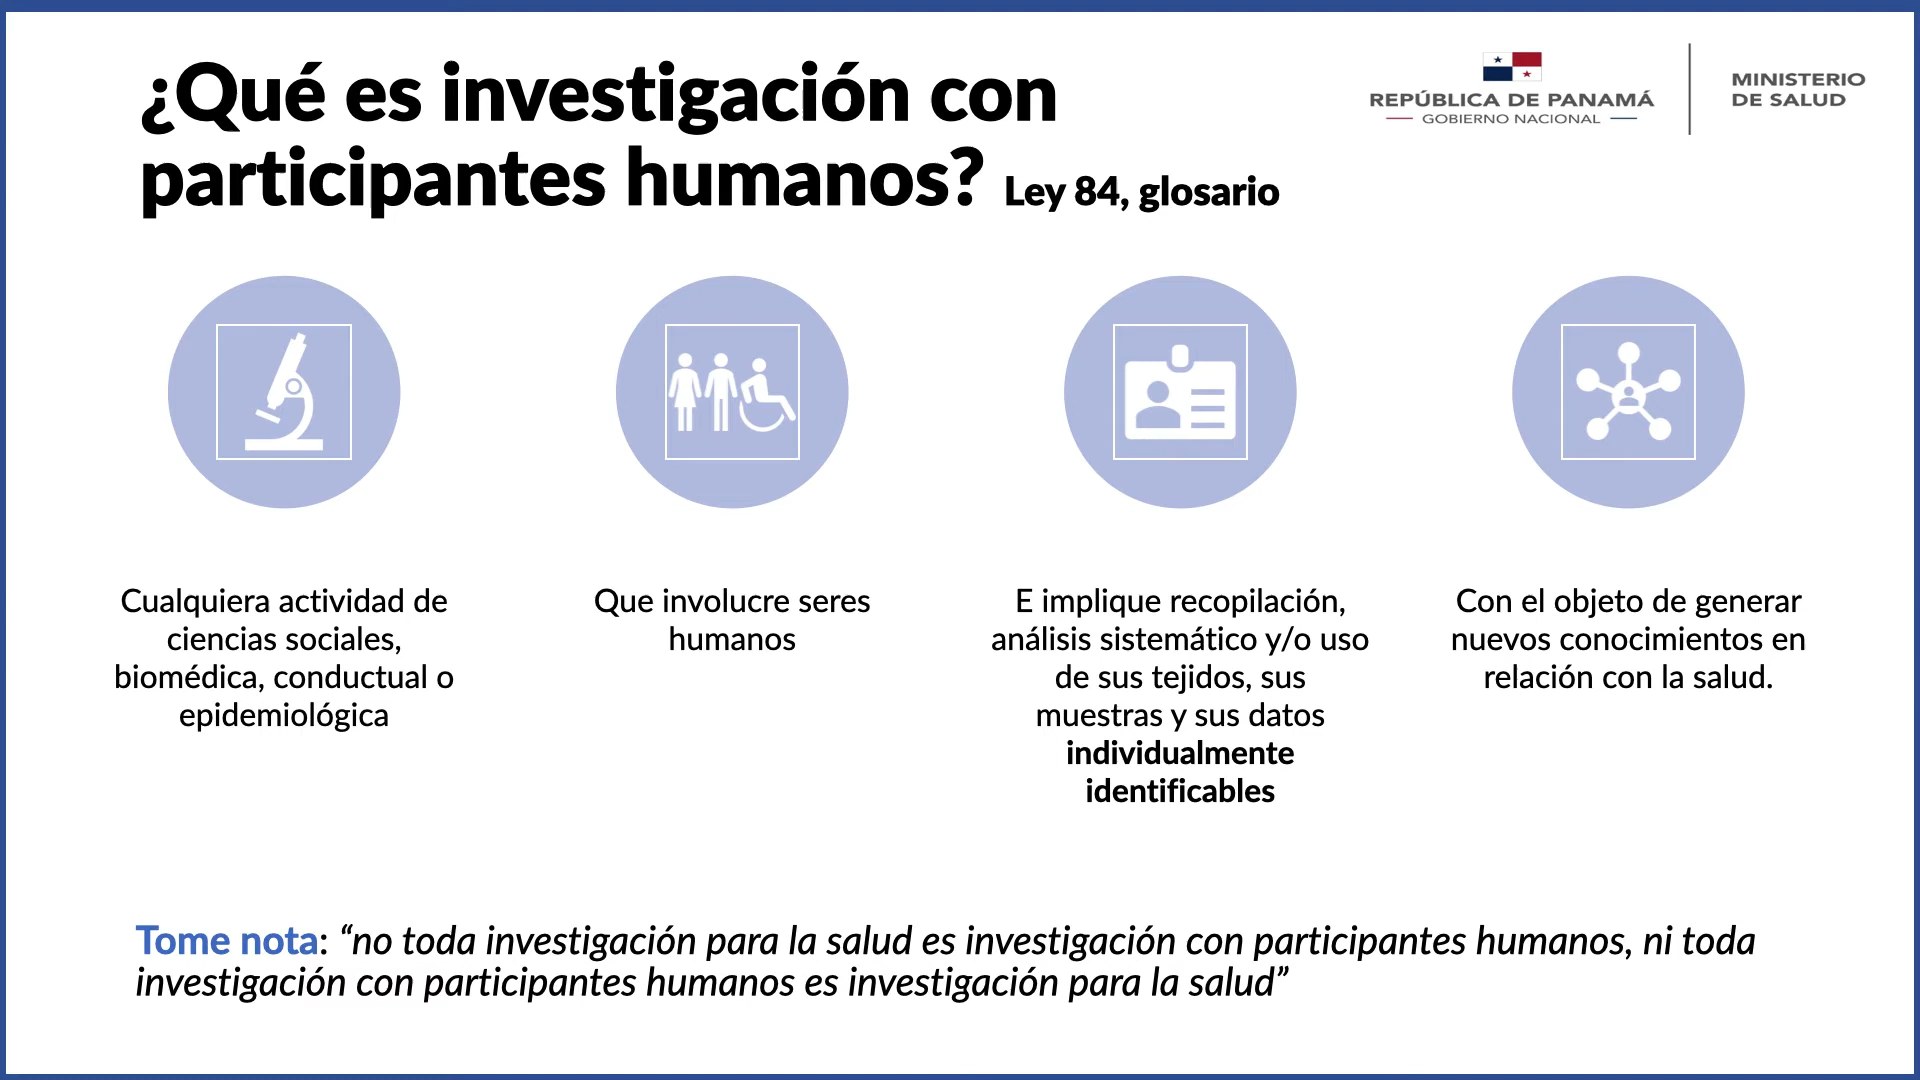 ¿Qué es investigación con
participantes humanos? Ley 84, glosario
REPÚBLICA DE PANAMÁ
GOBIERNO NACIONAL
MINISTERIO
DE SALUD
Cualquiera actividad de
ciencias sociales,
biomédica, conductual o
epidemiológica
Que involucre seres
humanos
E implique recopilación,
análisis sistemático y/o uso
de sus tejidos, sus
muestras y sus datos
individualmente
identificables
Con el objeto de generar
nuevos conocimientos en
relación con la salud.
Tome nota: “no toda investigación para la salud es investigación con participantes humanos, ni toda
investigación con participantes humanos es investigación para la salud”